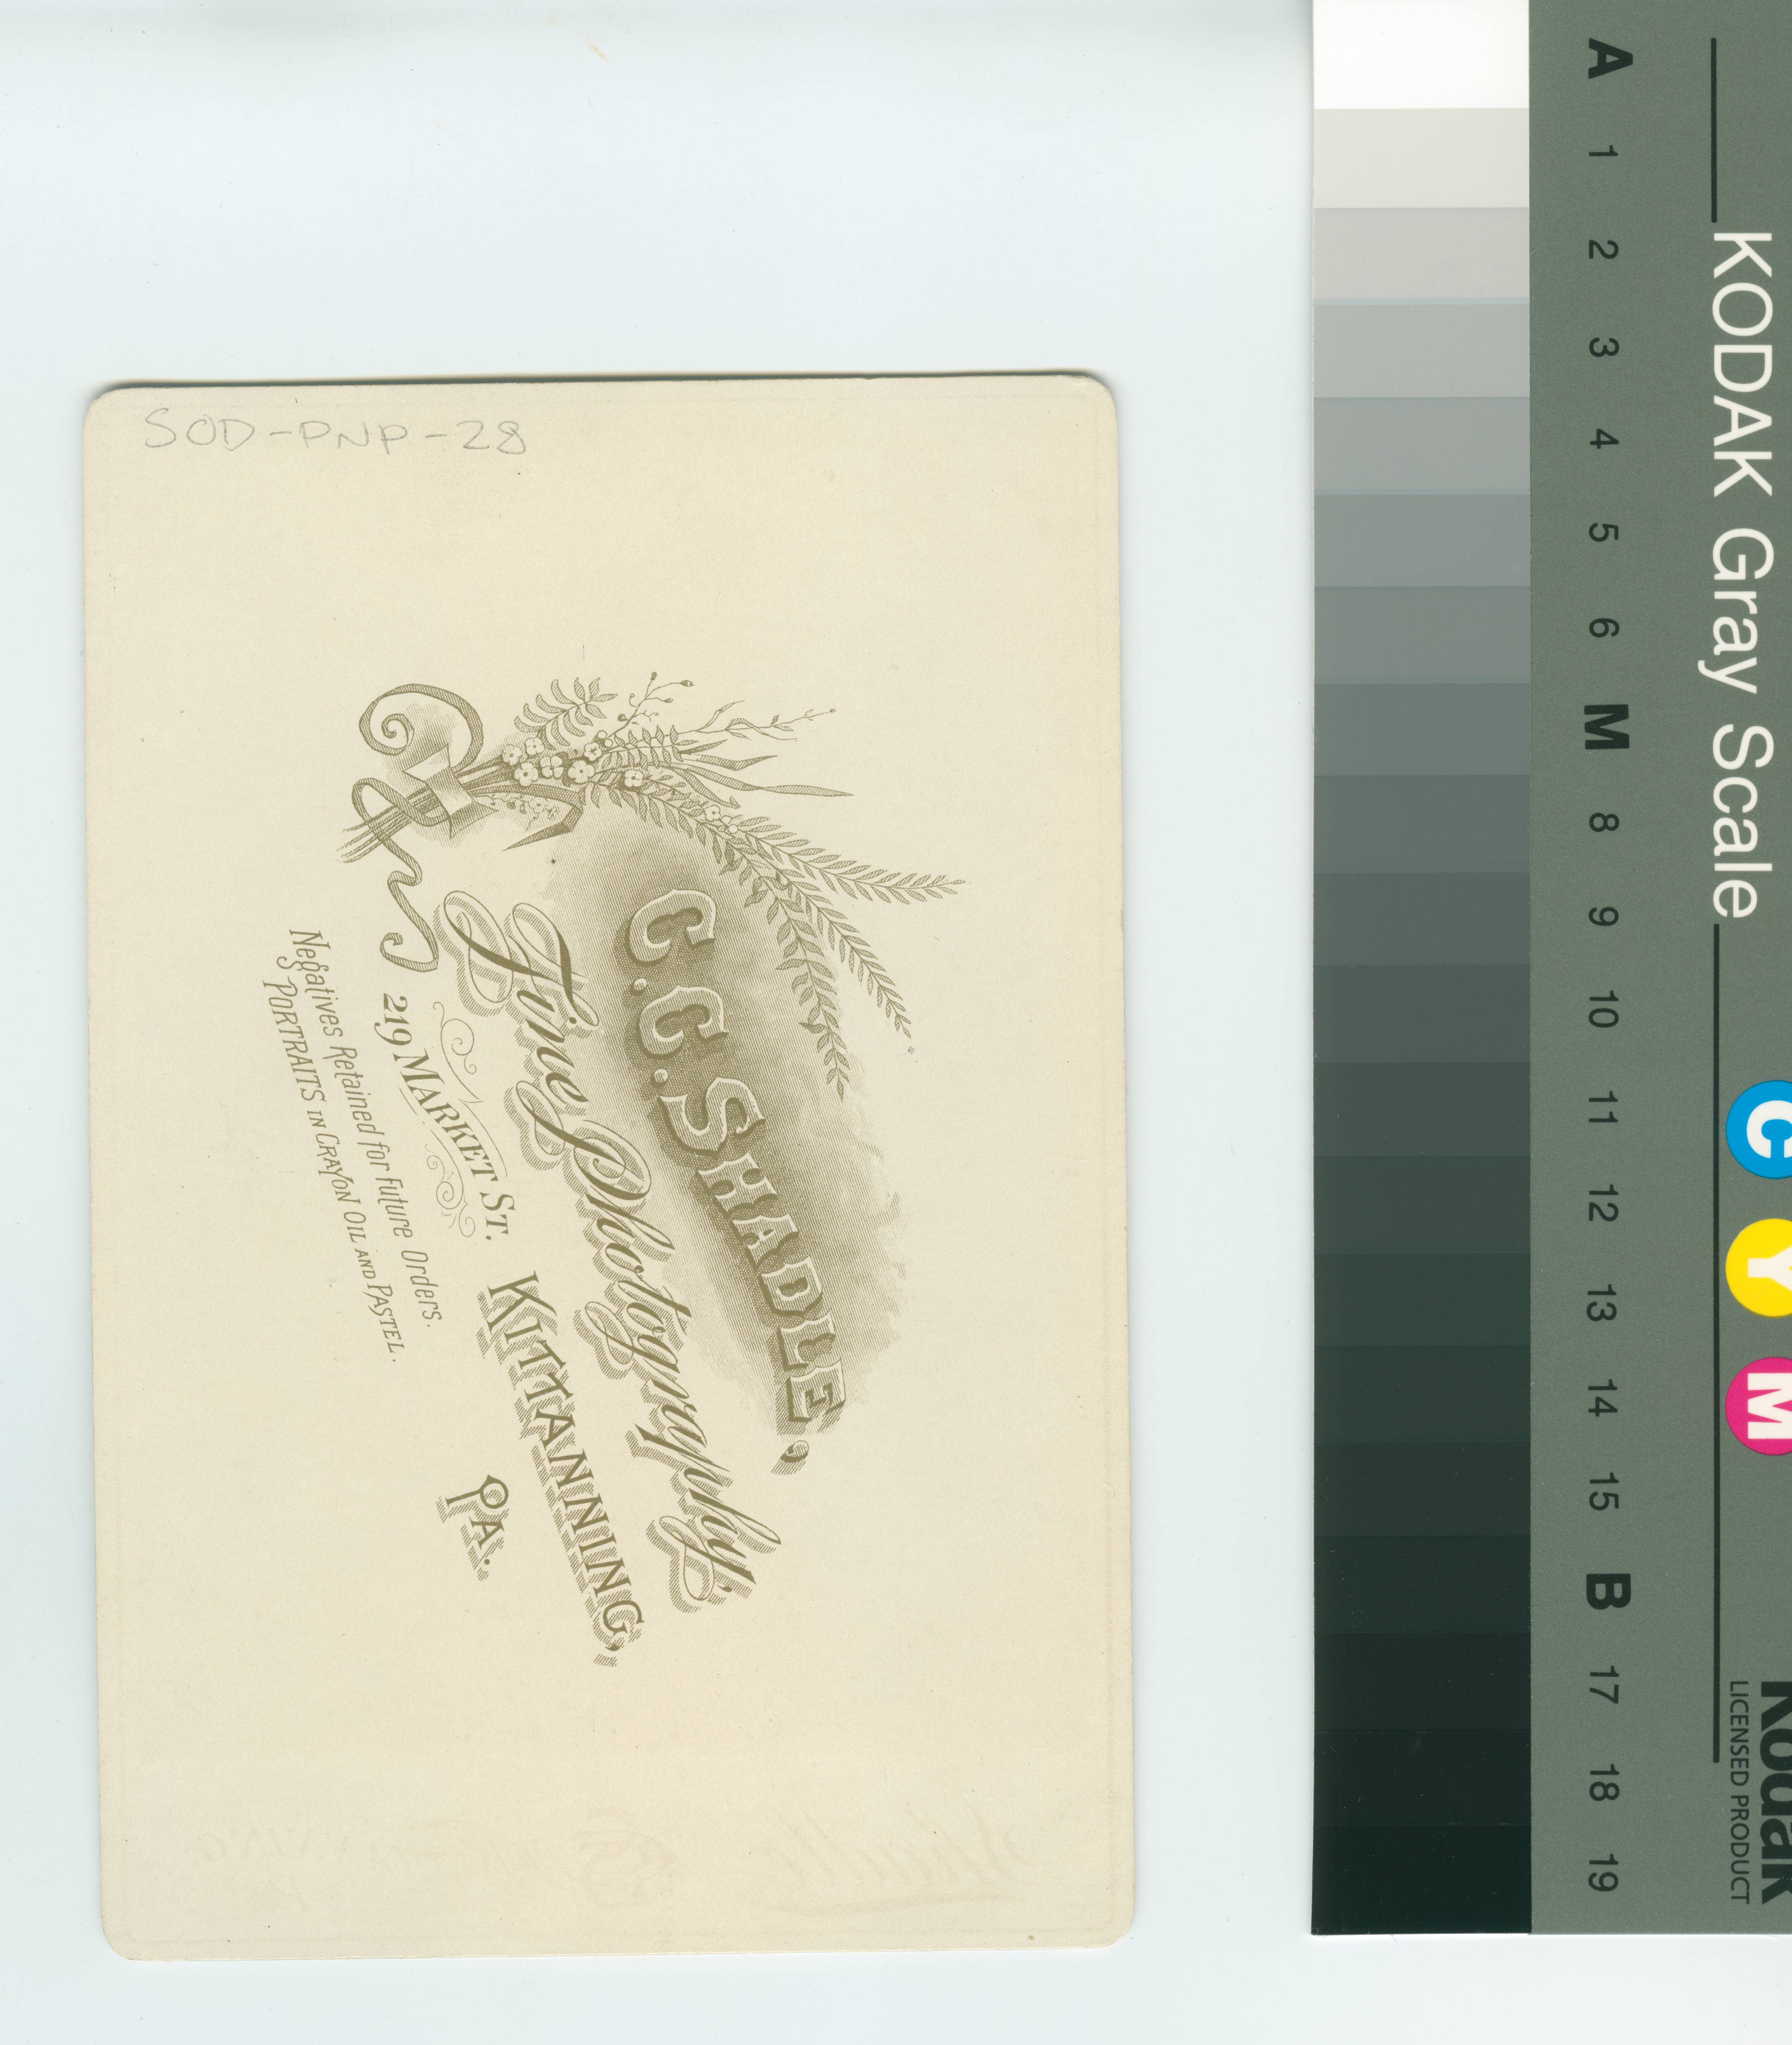 SOD-PNP-28
C.C. SHADLE,
Fine Photography,
219 MARKET ST. KITTANNING,
PA.
Negatives Retained for Future Orders.
PORTRAITS IN CRAYON OIL AND PASTEL.
KODAK Gray Scale
C Y M
Kodak
LICENSED PRODUCT
A 1 2 3 4 5 6 M 8 9 10 11 12 13 14 15 B 17 18 19